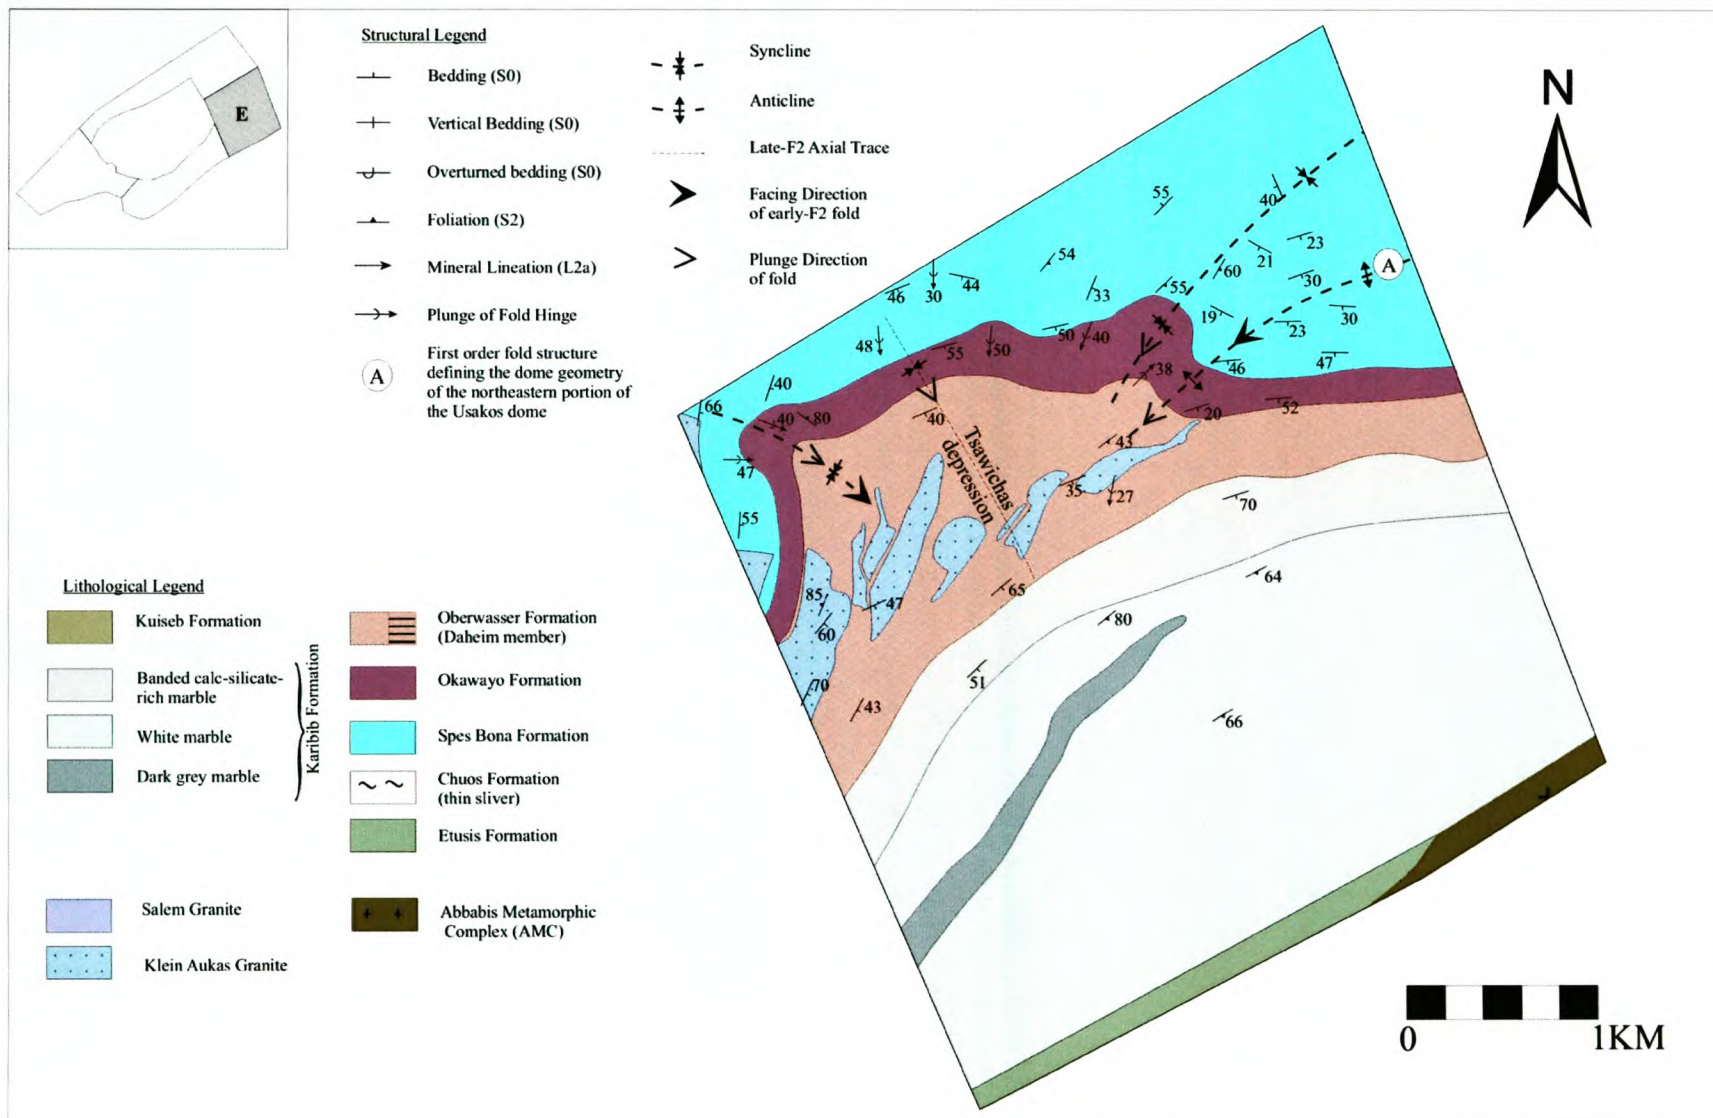 E
Structural Legend
Bedding (S0)
Vertical Bedding (S0)
Overturned bedding (S0)
Foliation (S2)
Mineral Lineation (L2a)
Plunge of Fold Hinge
A
First order fold structure
defining the dome geometry
of the northeastern portion of
the Usakos dome
Syncline
Anticline
Late-F2 Axial Trace
Facing Direction
of early-F2 fold
Plunge Direction
of fold
N
55
40
23
21
60
54
A
30
46
30
44
33
55
19
23
30
48
55
50
50
40
46
47
38
40
66
40
80
40
20
52
43
47
Tsawichas
depression
35
27
70
55
85
60
47
65
64
80
70
43
51
66
Lithological Legend
Kuiseb Formation
Banded calc-silicate-
rich marble
White marble
Dark grey marble
Karibib Formation
Oberwasser Formation
(Daheim member)
Okawayo Formation
Spes Bona Formation
Chuos Formation
(thin sliver)
Etusis Formation
Salem Granite
Klein Aukas Granite
Abbabis Metamorphic
Complex (AMC)
0 1KM